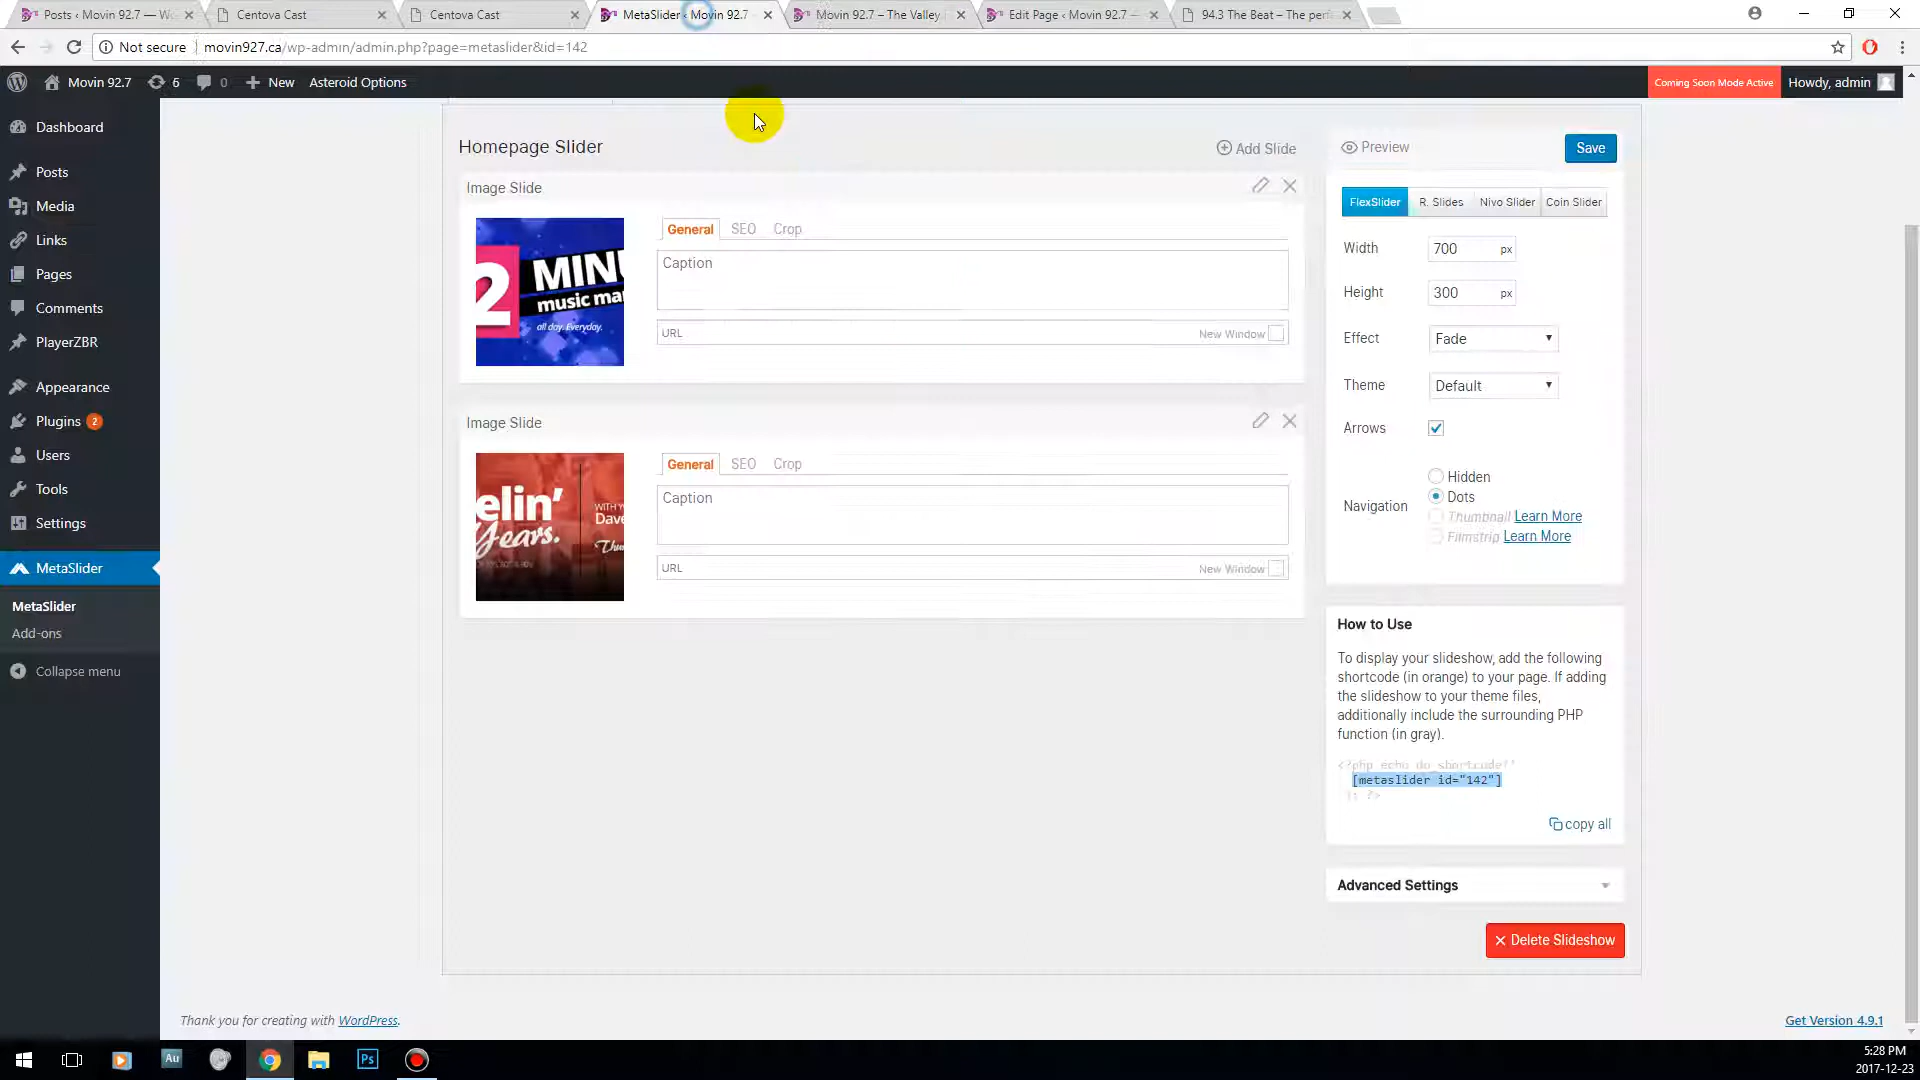 Posts ‹ Movin 92.7 — W
Centova Cast
Centova Cast
MetaSlider ‹ Movin 92.7
Movin 92.7 – The Valley
Edit Page ‹ Movin 92.7 —
94.3 The Beat – The perf
Not secure
movin927.ca/wp-admin/admin.php?page=metaslider&id=142
Movin 92.7
6
0
New
Asteroid Options
Coming Soon Mode Active
Howdy, admin
Dashboard
Posts
Media
Links
Pages
Comments
PlayerZBR
Appearance
Plugins 2
Users
Tools
Settings
MetaSlider
MetaSlider
Add-ons
Collapse menu
Homepage Slider
Add Slide
Image Slide
2 MINU
music mar
all day. Everyday.
General SEO Crop
Caption
URL
New Window
Image Slide
elin'
Years.
WITH Y
Dave
General SEO Crop
Caption
URL
New Window
Preview
Save
FlexSlider R. Slides Nivo Slider Coin Slider
Width 700 px
Height 300 px
Effect Fade
Theme Default
Arrows
Navigation
Hidden
Dots
Thumbnail Learn More
Filmstrip Learn More
How to Use
To display your slideshow, add the following
shortcode (in orange) to your page. If adding
the slideshow to your theme files,
additionally include the surrounding PHP
function (in gray).
<?php echo do_shortcode('
[metaslider id="142"]
'); ?>
copy all
Advanced Settings
Delete Slideshow
Thank you for creating with WordPress.
Get Version 4.9.1
Au
Ps
5:28 PM
2017-12-23